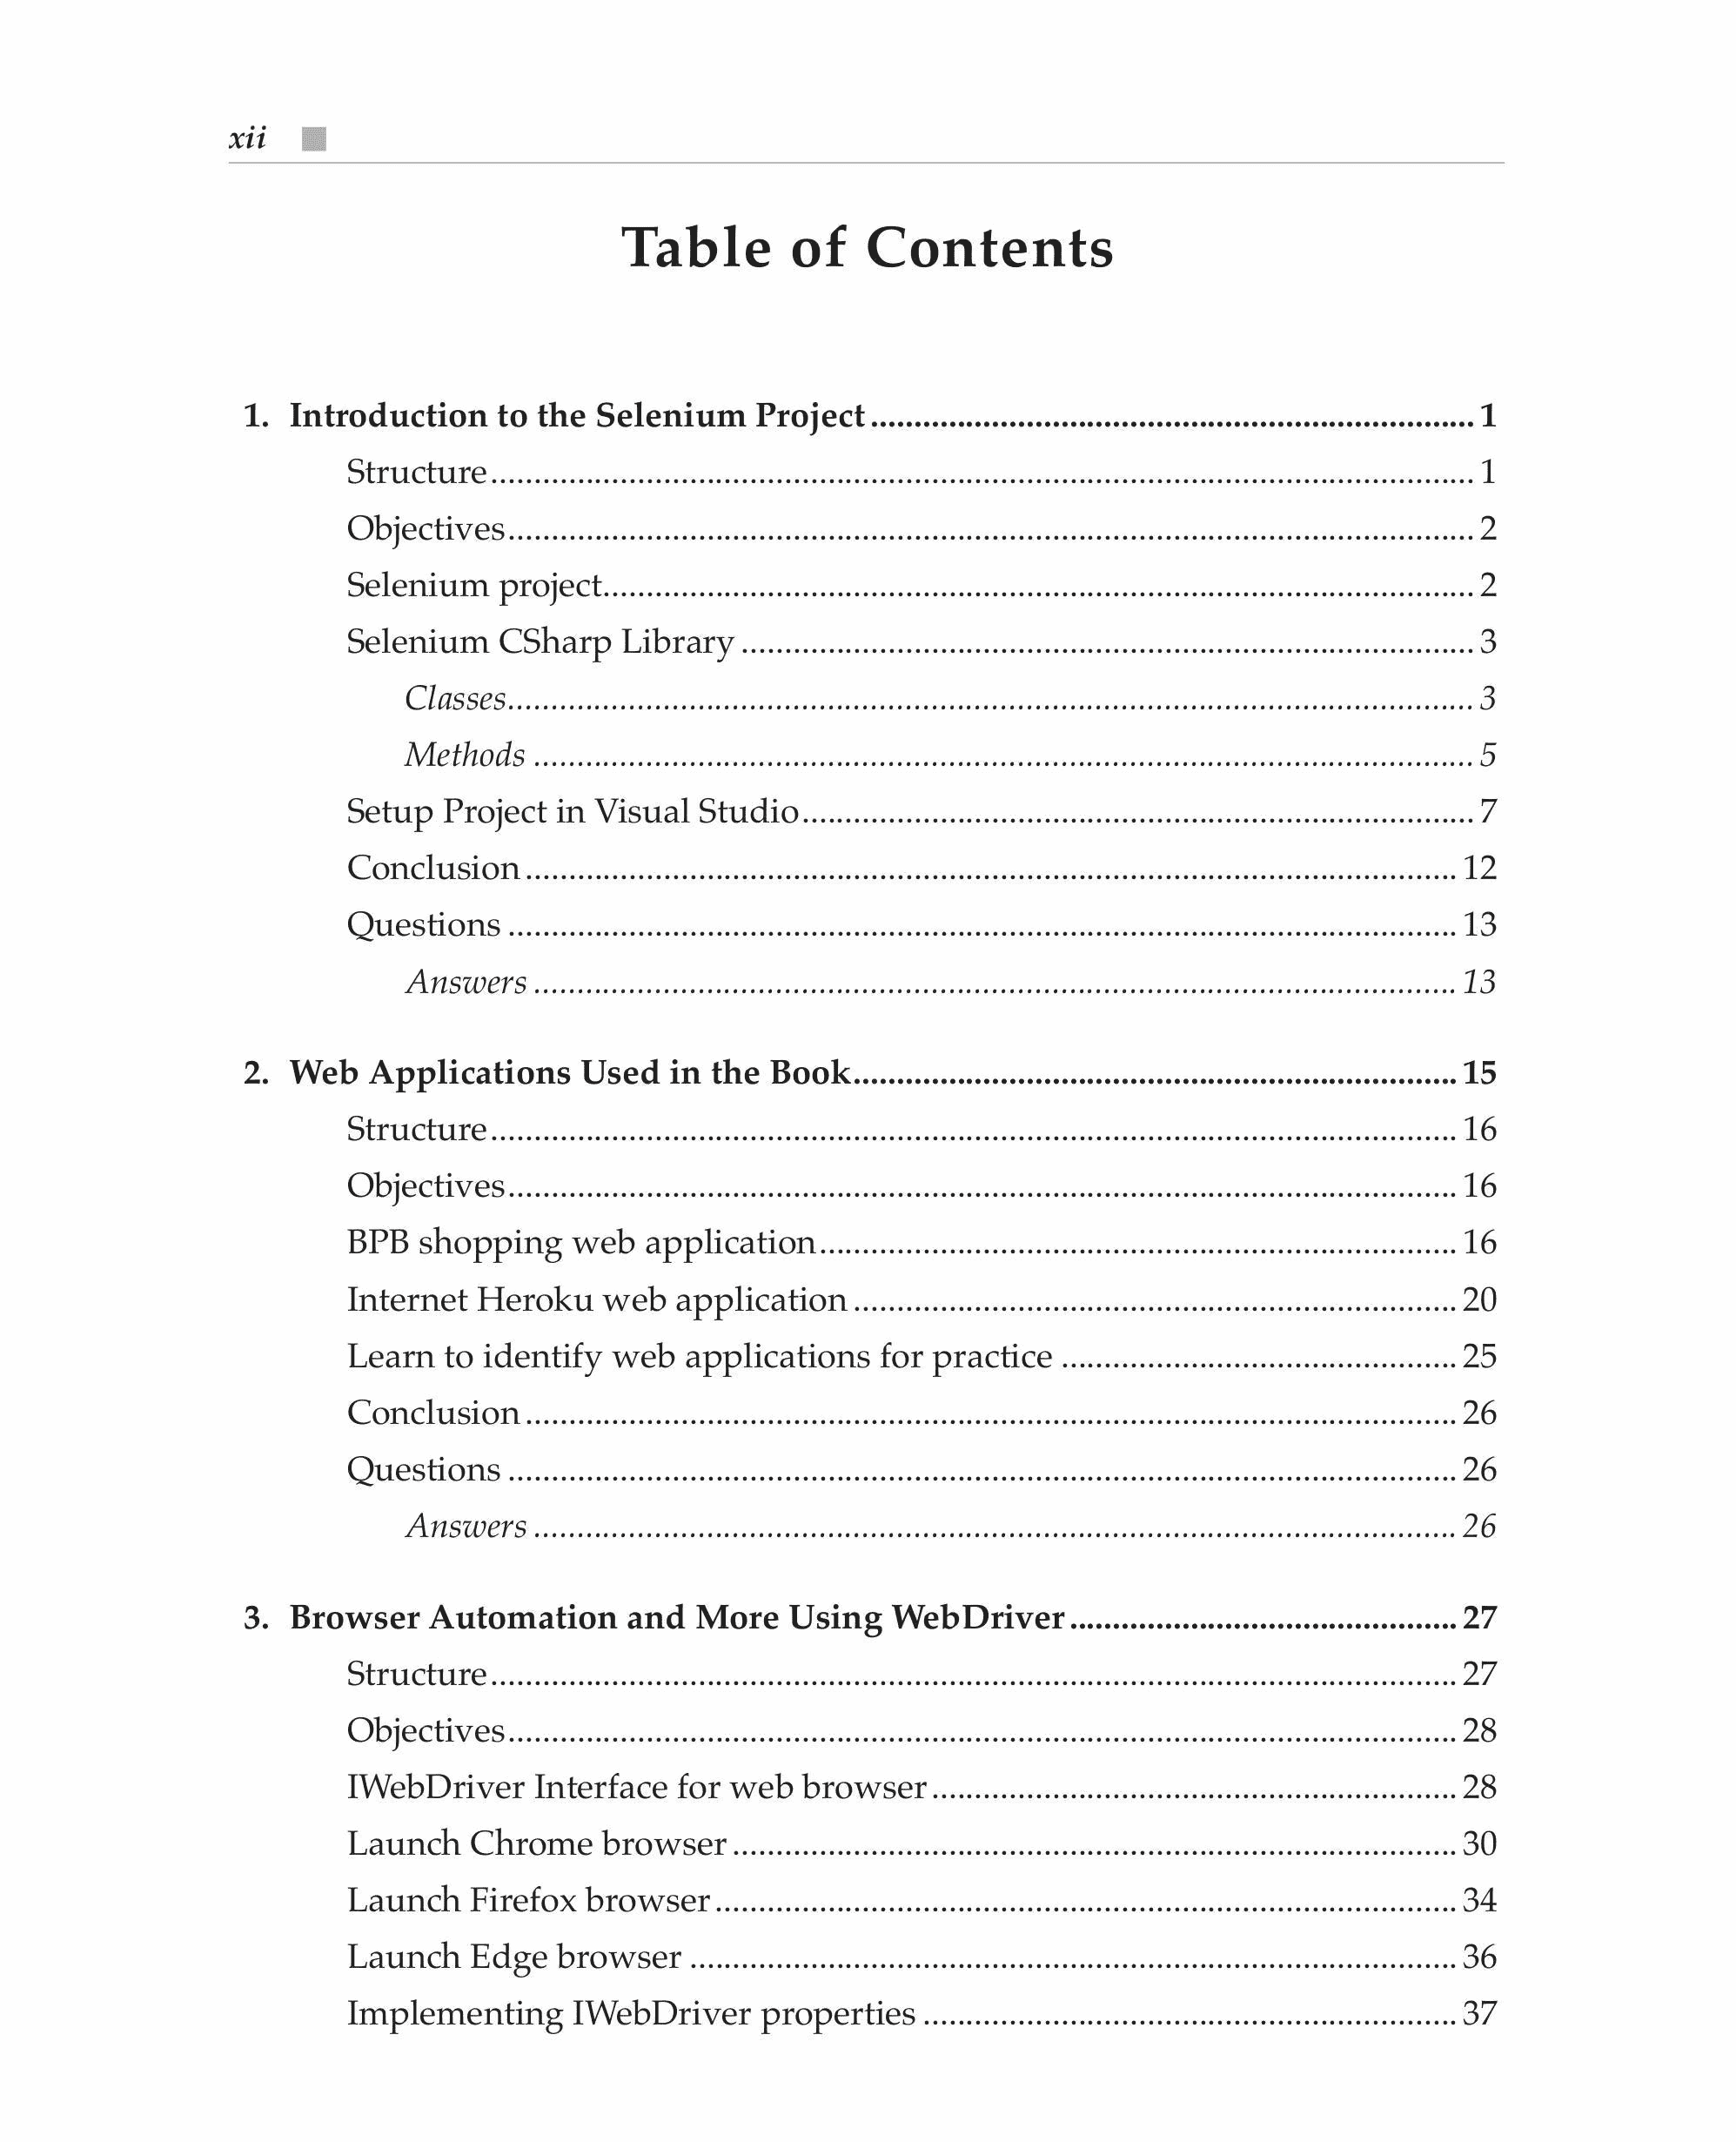 xii
Table of Contents
1. Introduction to the Selenium Project ........ 1
Structure ........ 1
Objectives ........ 2
Selenium project ........ 2
Selenium CSharp Library ........ 3
Classes ........ 3
Methods ........ 5
Setup Project in Visual Studio ........ 7
Conclusion ........ 12
Questions ........ 13
Answers ........ 13
2. Web Applications Used in the Book ........ 15
Structure ........ 16
Objectives ........ 16
BPB shopping web application ........ 16
Internet Heroku web application ........ 20
Learn to identify web applications for practice ........ 25
Conclusion ........ 26
Questions ........ 26
Answers ........ 26
3. Browser Automation and More Using WebDriver ........ 27
Structure ........ 27
Objectives ........ 28
IWebDriver Interface for web browser ........ 28
Launch Chrome browser ........ 30
Launch Firefox browser ........ 34
Launch Edge browser ........ 36
Implementing IWebDriver properties ........ 37